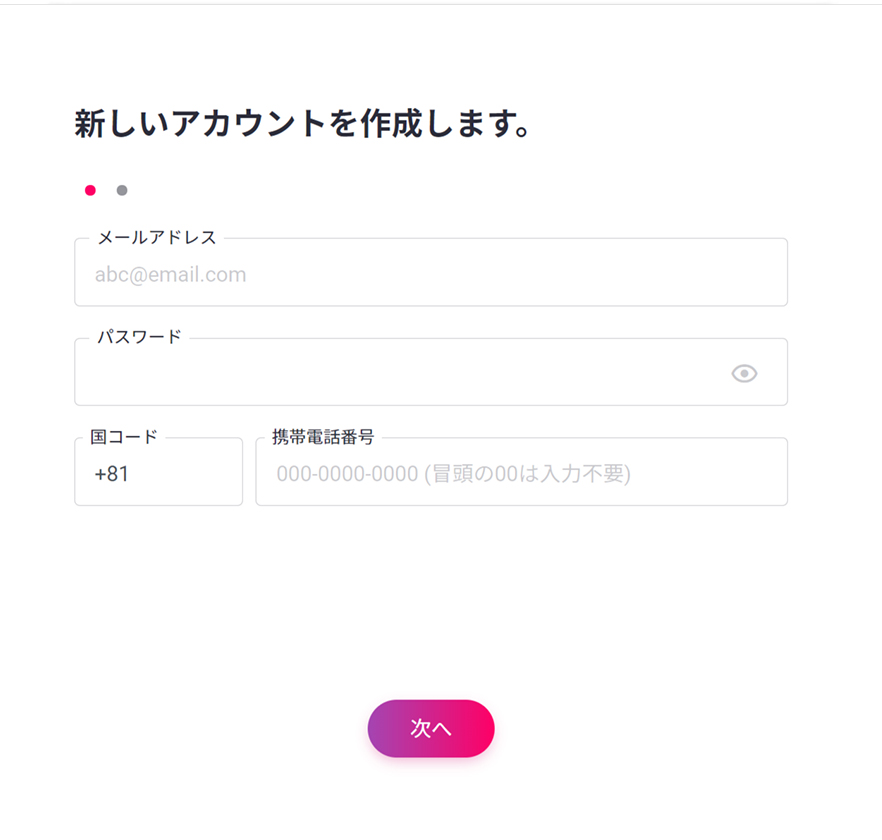 新しいアカウントを作成します。
メールアドレス
abc@email.com
パスワード
国コード 携帯電話番号
+81 000-0000-0000 (冒頭の00は入力不要)
次へ